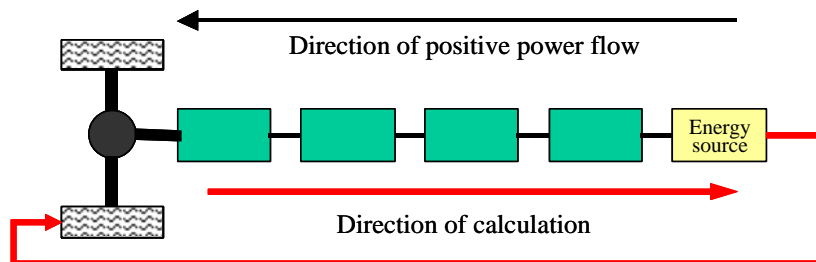 Direction of positive power flow
Energy
source
Direction of calculation